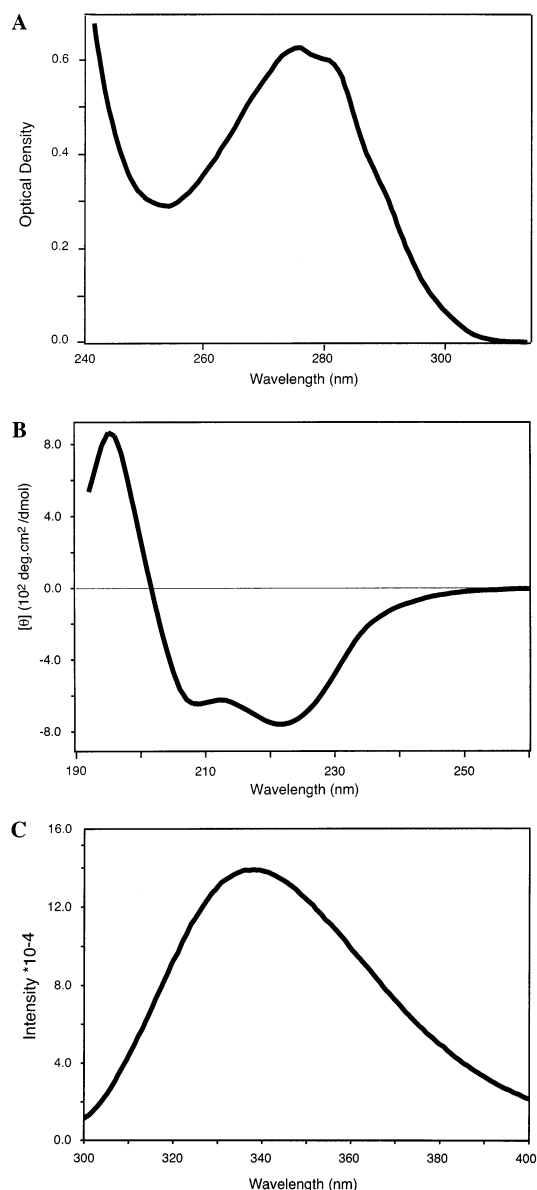 A
0.6
0.4
0.2
0.0
Optical Density
240 260 280 300
Wavelength (nm)
B
8.0
4.0
0.0
-4.0
-8.0
[θ] (10² deg.cm² /dmol)
190 210 230 250
Wavelength (nm)
C
16.0
12.0
8.0
4.0
0.0
Intensity *10-4
300 320 340 360 380 400
Wavelength (nm)